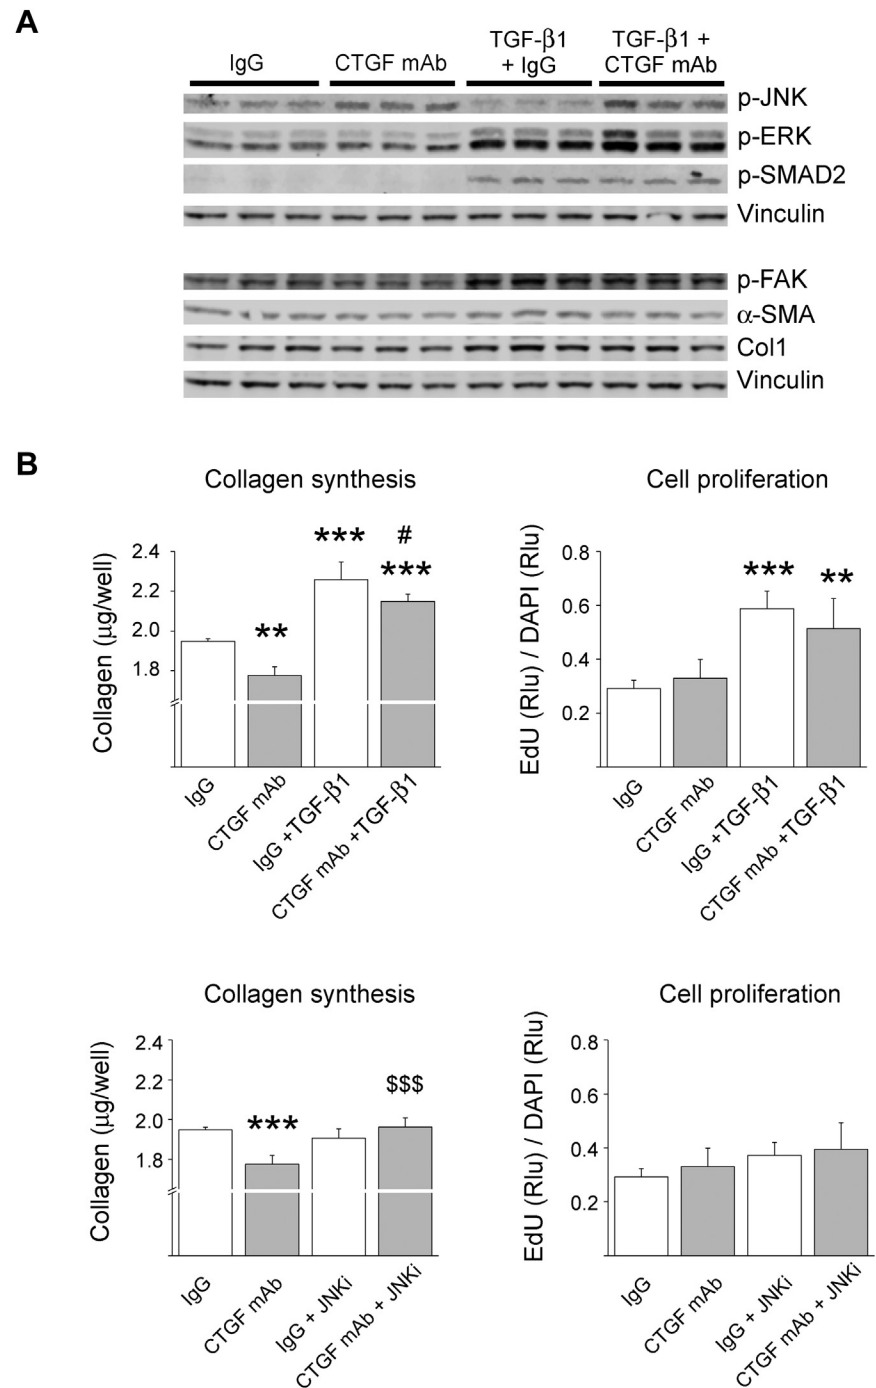 A
IgG
CTGF mAb
TGF-β1
+ IgG
TGF-β1 +
CTGF mAb
p-JNK
p-ERK
p-SMAD2
Vinculin
p-FAK
α-SMA
Col1
Vinculin
B
Collagen synthesis
Collagen (μg/well)
2.4
2.2
2.0
1.8
**
***
#
***
IgG
CTGF mAb
IgG +TGF-β1
CTGF mAb +TGF-β1
Cell proliferation
EdU (Rlu) / DAPI (Rlu)
0.8
0.6
0.4
0.2
***
**
IgG
CTGF mAb
IgG +TGF-β1
CTGF mAb +TGF-β1
Collagen synthesis
Collagen (μg/well)
2.4
2.2
2.0
1.8
***
$$$
IgG
CTGF mAb
IgG + JNKi
CTGF mAb + JNKi
Cell proliferation
EdU (Rlu) / DAPI (Rlu)
0.8
0.6
0.4
0.2
IgG
CTGF mAb
IgG + JNKi
CTGF mAb + JNKi